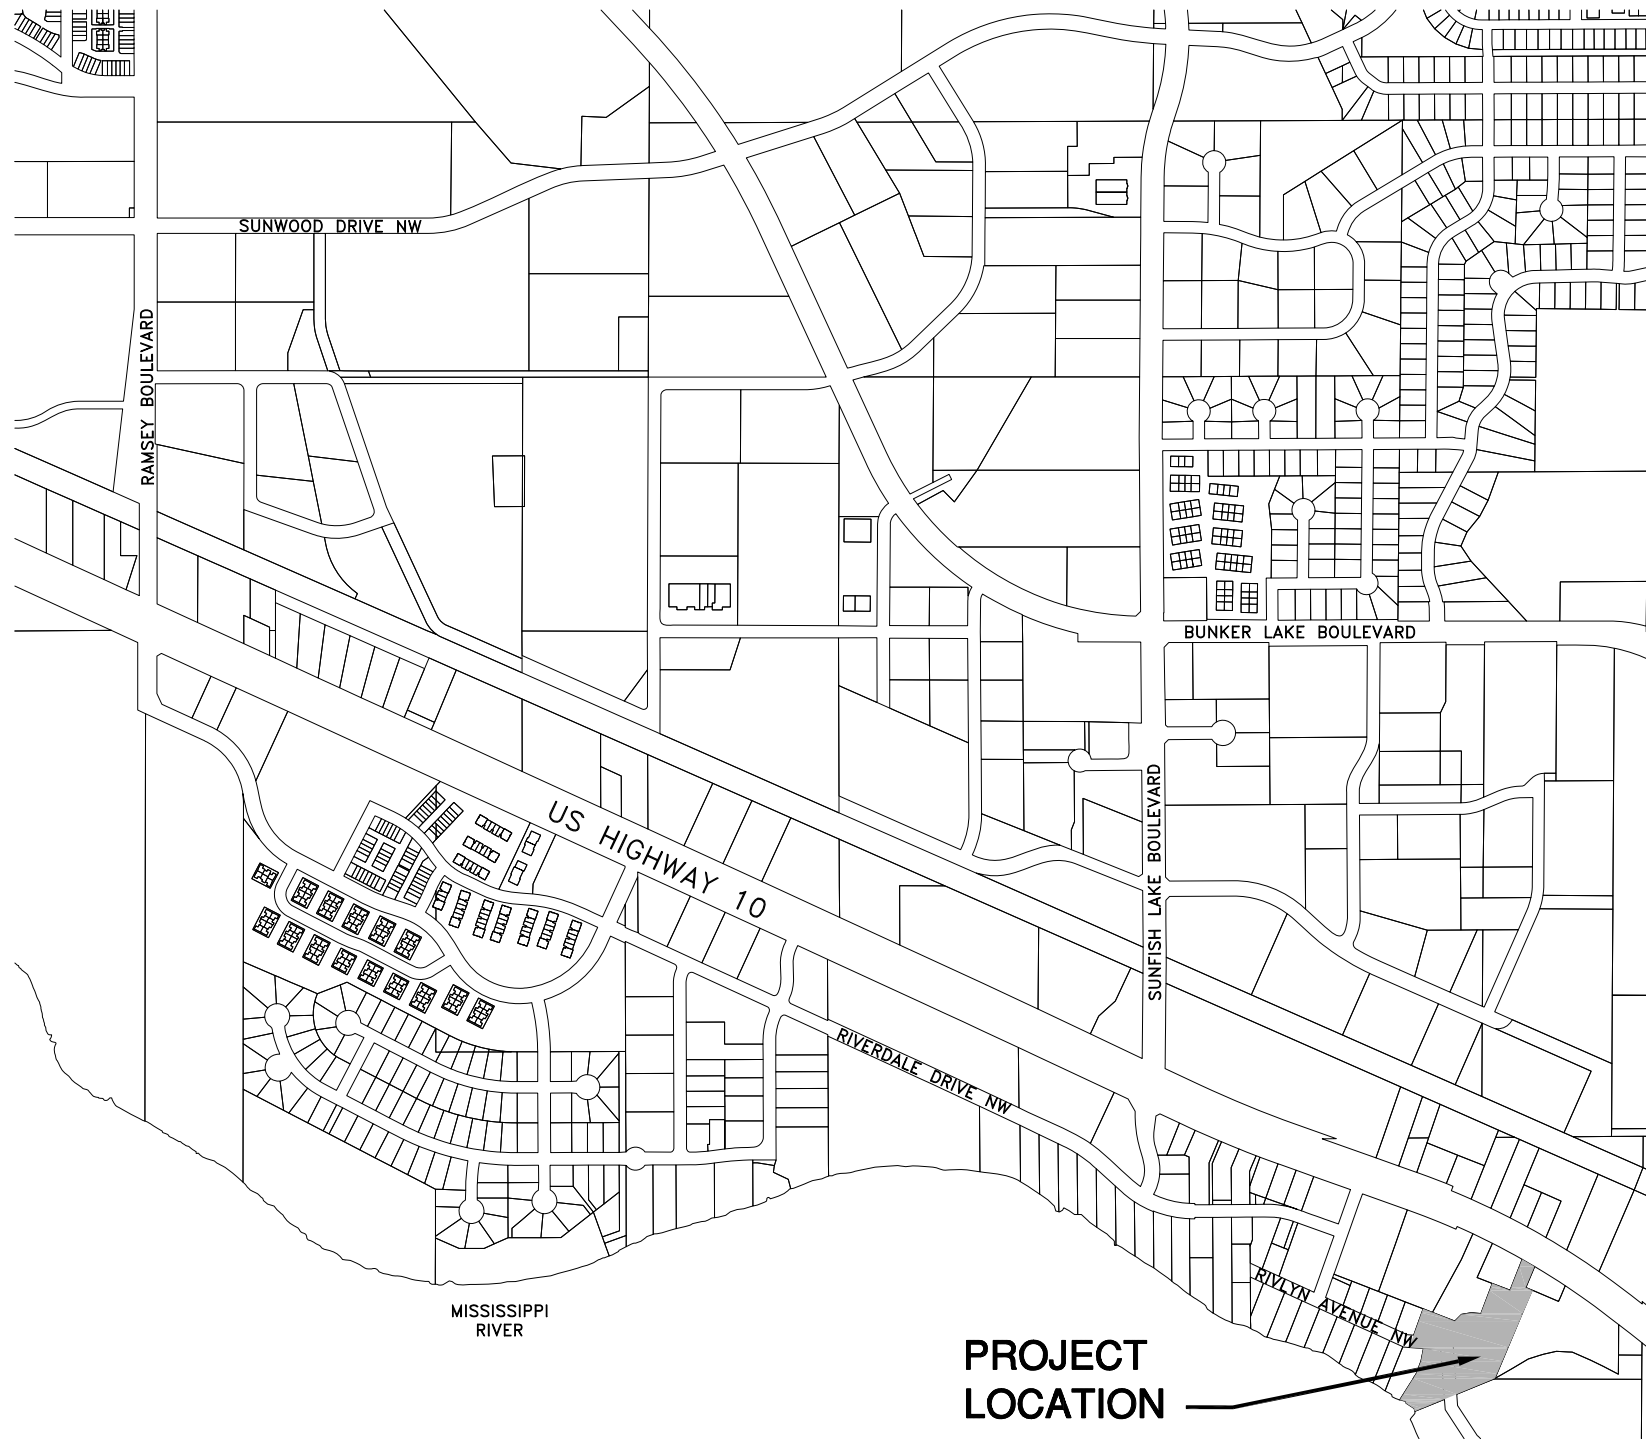 SUNWOOD DRIVE NW
RAMSEY BOULEVARD
BUNKER LAKE BOULEVARD
SUNFISH LAKE BOULEVARD
US HIGHWAY 10
RIVERDALE DRIVE NW
RIVLYN AVENUE NW
MISSISSIPPI
RIVER
PROJECT
LOCATION